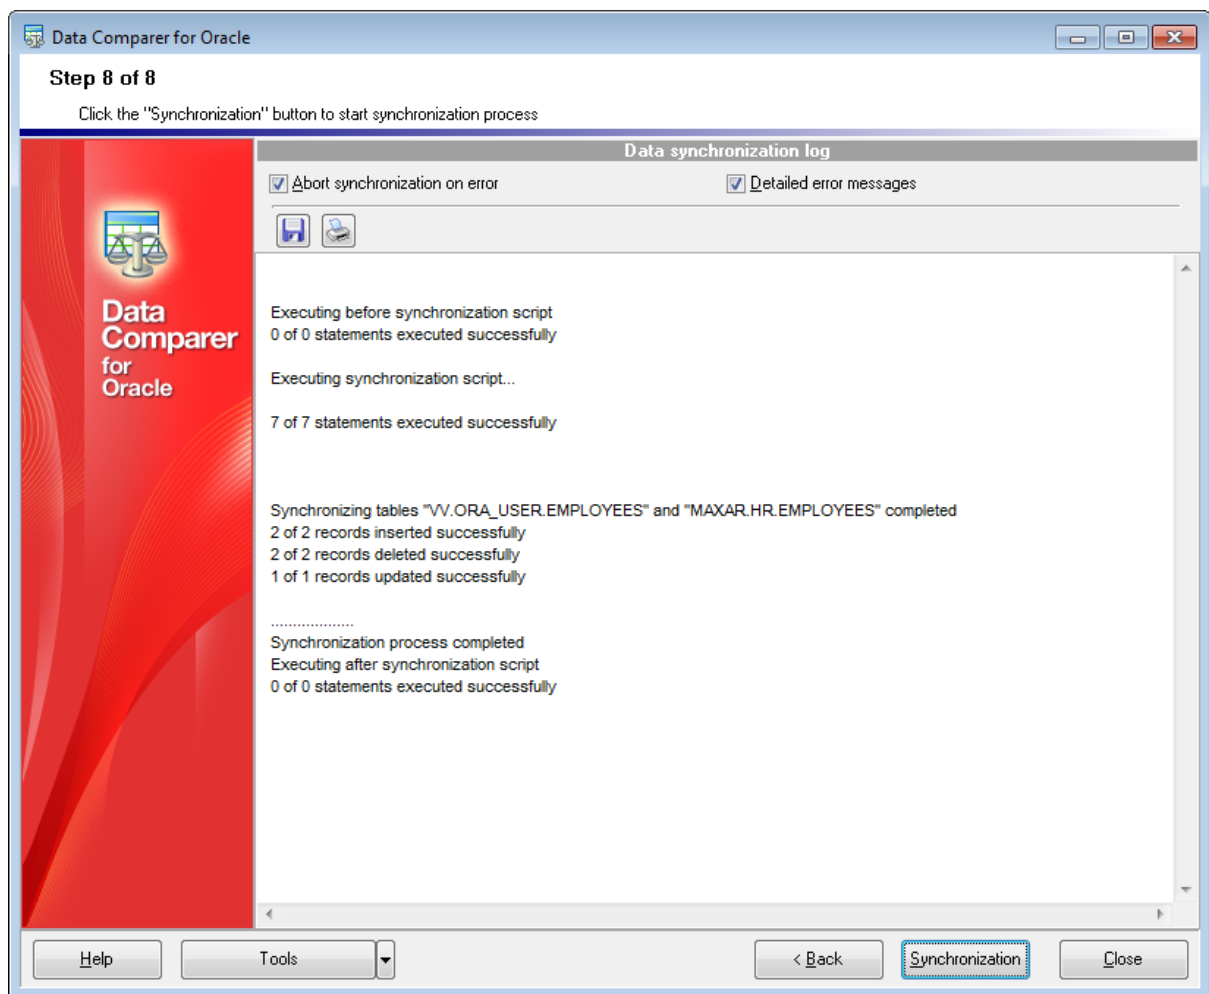 Data Comparer for Oracle
Step 8 of 8
Click the "Synchronization" button to start synchronization process
Data synchronization log
Abort synchronization on error
Detailed error messages
Data
Comparer
for
Oracle
Executing before synchronization script
0 of 0 statements executed successfully
Executing synchronization script...
7 of 7 statements executed successfully
Synchronizing tables "VV.ORA_USER.EMPLOYEES" and "MAXAR.HR.EMPLOYEES" completed
2 of 2 records inserted successfully
2 of 2 records deleted successfully
1 of 1 records updated successfully
...................
Synchronization process completed
Executing after synchronization script
0 of 0 statements executed successfully
Help
Tools
< Back
Synchronization
Close